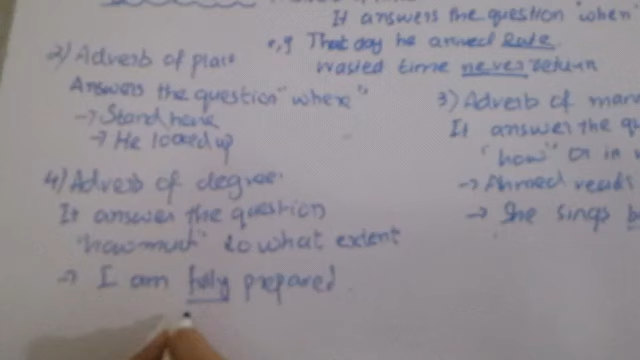 It answers the question "when"
e.g That day he arrived late
wasted time never return
2) Adverb of place
Answers the question "where"
→ Stand here
→ He looked up
3) Adverb of
It answer the
"how" or in
→ Ahmed reads
→ She sings
4) Adverb of degree:
It answer the question
"how much" to what extent
→ I am fully prepared